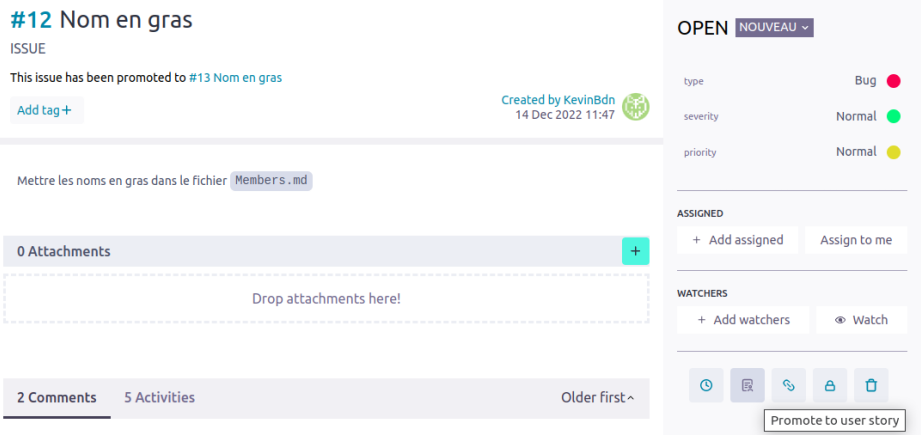 #12 Nom en gras
ISSUE
This issue has been promoted to #13 Nom en gras
Add tag +
Created by KevinBdn
14 Dec 2022 11:47
Mettre les noms en gras dans le fichier Members.md
0 Attachments
+
Drop attachments here!
2 Comments 5 Activities Older first
OPEN NOUVEAU
type Bug
severity Normal
priority Normal
ASSIGNED
+ Add assigned Assign to me
WATCHERS
+ Add watchers Watch
Promote to user story